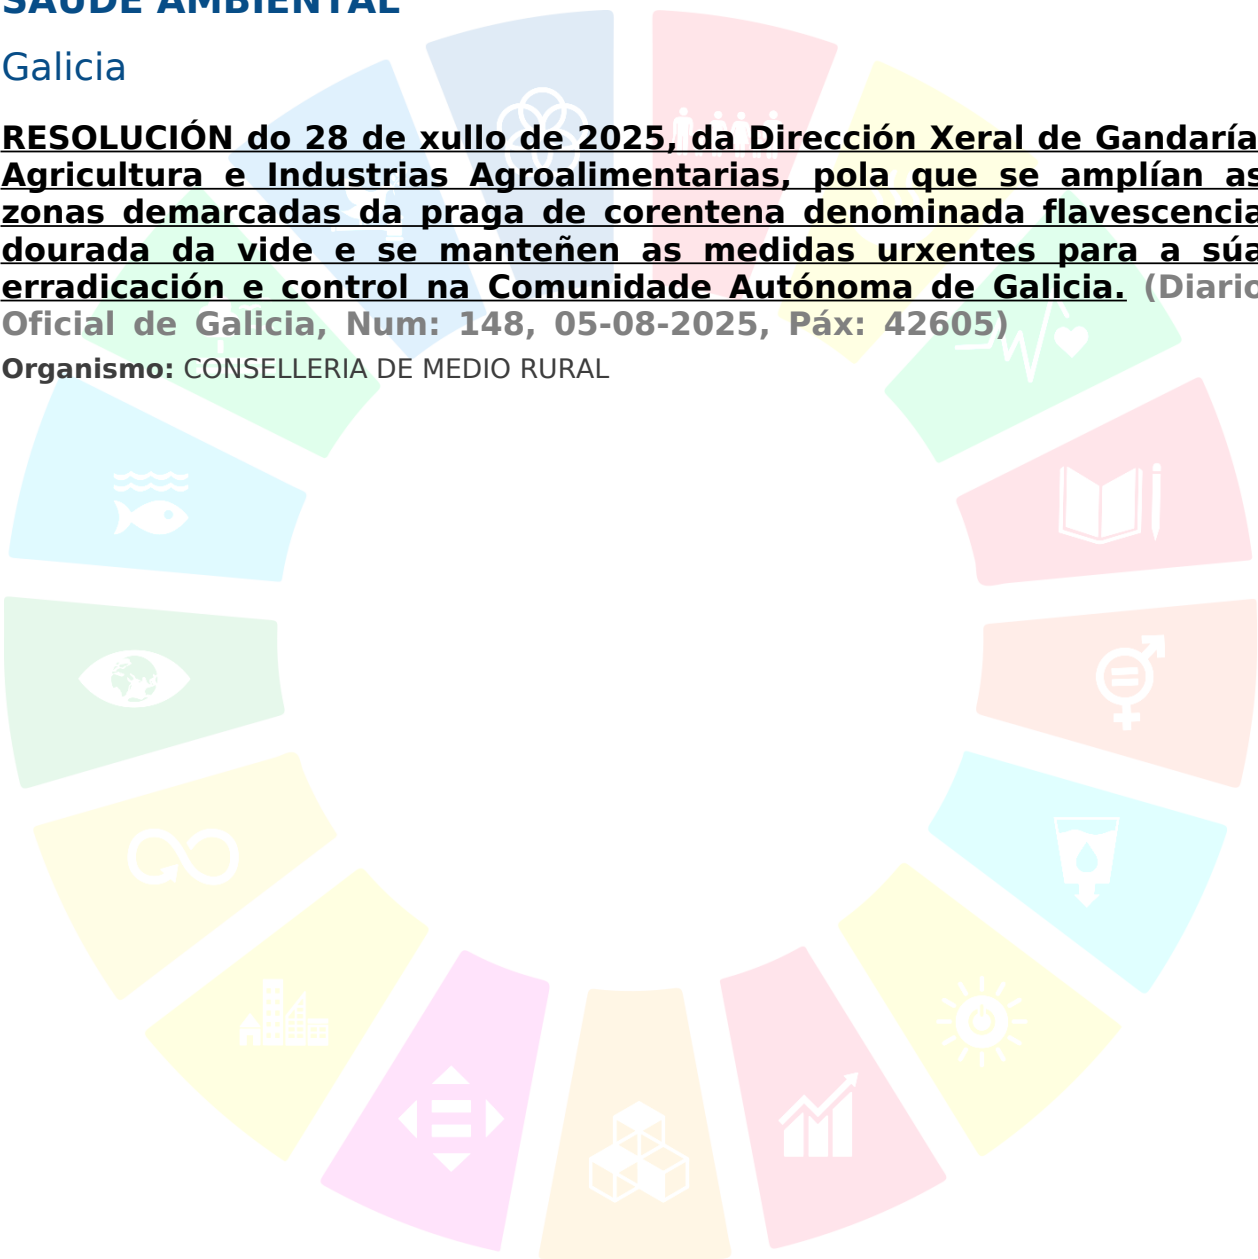 SAÚDE AMBIENTAL
Galicia
RESOLUCIÓN do 28 de xullo de 2025, da Dirección Xeral de Gandaría
Agricultura e Industrias Agroalimentarias, pola que se amplían as
zonas demarcadas da praga de corentena denominada flavescencia
dourada da vide e se manteñen as medidas urxentes para a súa
erradicación e control na Comunidade Autónoma de Galicia. (Diario
Oficial de Galicia, Num: 148, 05-08-2025, Páx: 42605)
Organismo: CONSELLERIA DE MEDIO RURAL